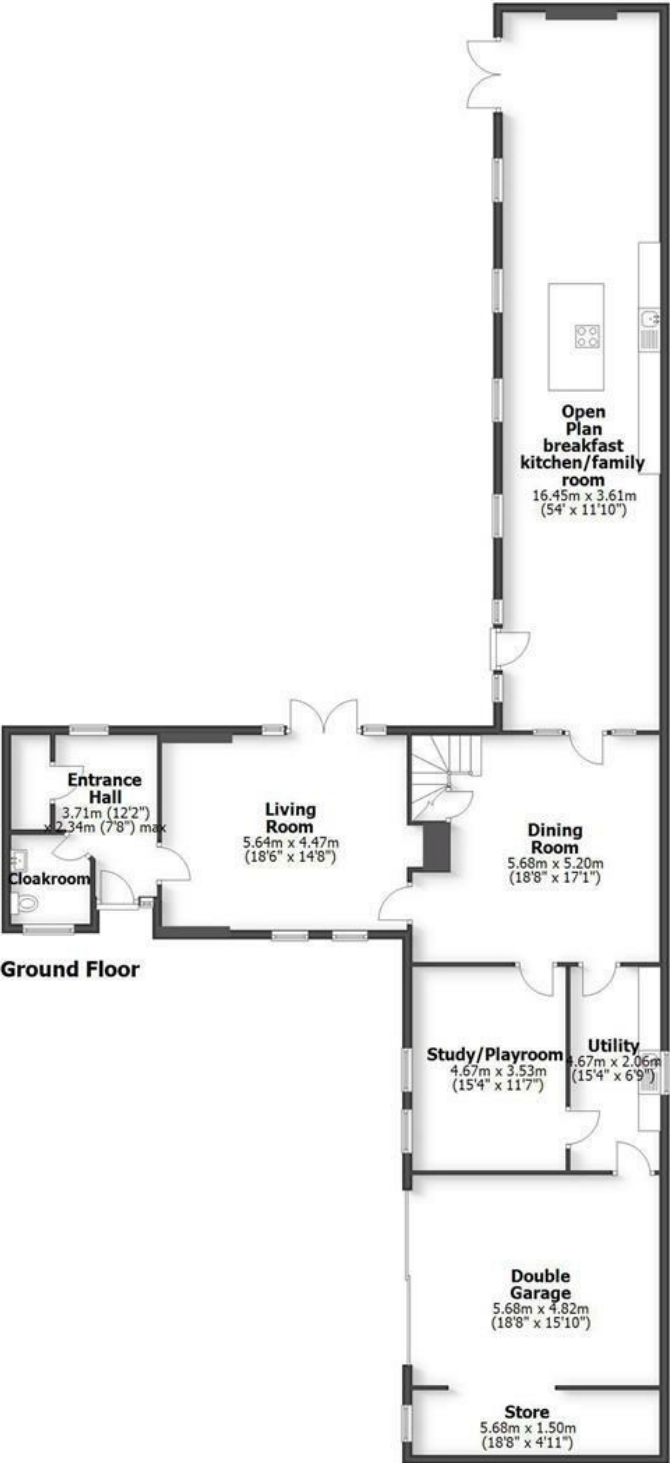 Open
Plan
breakfast
kitchen/family
room
16.45m x 3.61m
(54' x 11'10")
Entrance
Hall
3.71m (12'2")
x 2.34m (7'8") max
Cloakroom
Living
Room
5.64m x 4.47m
(18'6" x 14'8")
Dining
Room
5.68m x 5.20m
(18'8" x 17'1")
Ground Floor
Study/Playroom
4.67m x 3.53m
(15'4" x 11'7")
Utility
4.67m x 2.06m
(15'4" x 6'9")
Double
Garage
5.68m x 4.82m
(18'8" x 15'10")
Store
5.68m x 1.50m
(18'8" x 4'11")